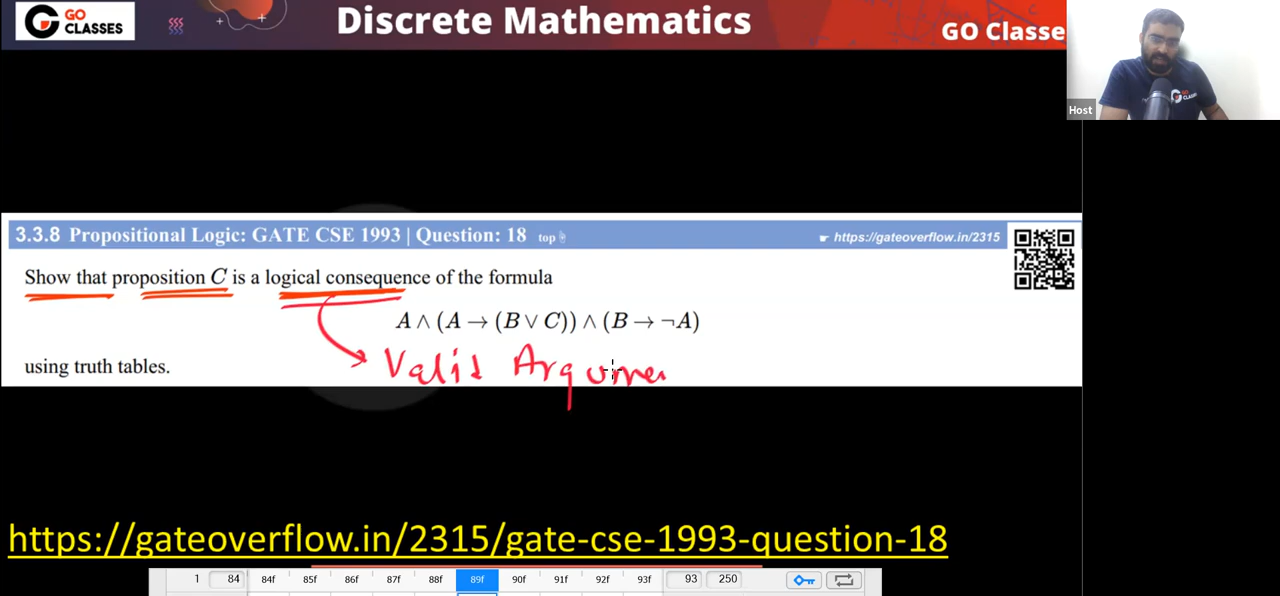 GO
CLASSES
Discrete Mathematics
GO Classe
Host
GO
CLASSES
3.3.8 Propositional Logic: GATE CSE 1993 | Question: 18 top
https://gateoverflow.in/2315
Show that proposition C is a logical consequence of the formula
A ∧ (A → (B ∨ C)) ∧ (B → ¬A)
using truth tables.
Valid Argumen
https://gateoverflow.in/2315/gate-cse-1993-question-18
1 84 84f 85f 86f 87f 88f 89f 90f 91f 92f 93f 93 250